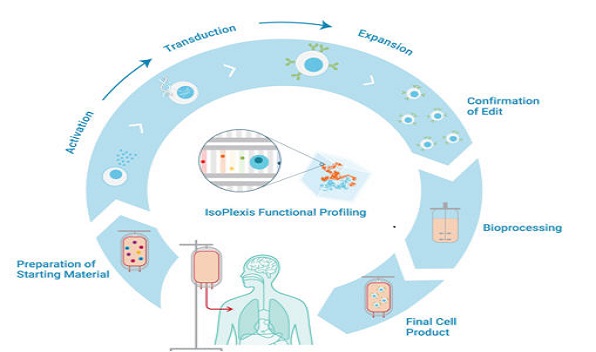 Transduction
Expansion
Activation
Confirmation
of Edit
IsoPlexis Functional Profiling
Bioprocessing
Preparation of
Starting Material
Final Cell
Product